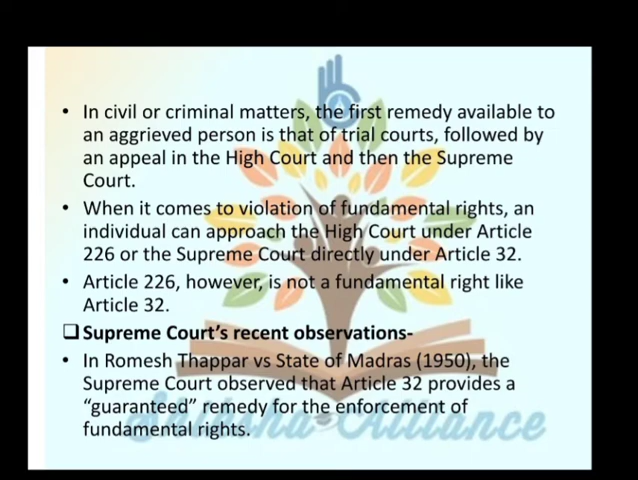 • In civil or criminal matters, the first remedy available to
an aggrieved person is that of trial courts, followed by
an appeal in the High Court and then the Supreme
Court.
• When it comes to violation of fundamental rights, an
individual can approach the High Court under Article
226 or the Supreme Court directly under Article 32.
• Article 226, however, is not a fundamental right like
Article 32.
❑Supreme Court’s recent observations-
• In Romesh Thappar vs State of Madras (1950), the
Supreme Court observed that Article 32 provides a
“guaranteed” remedy for the enforcement of
fundamental rights.
Alliance